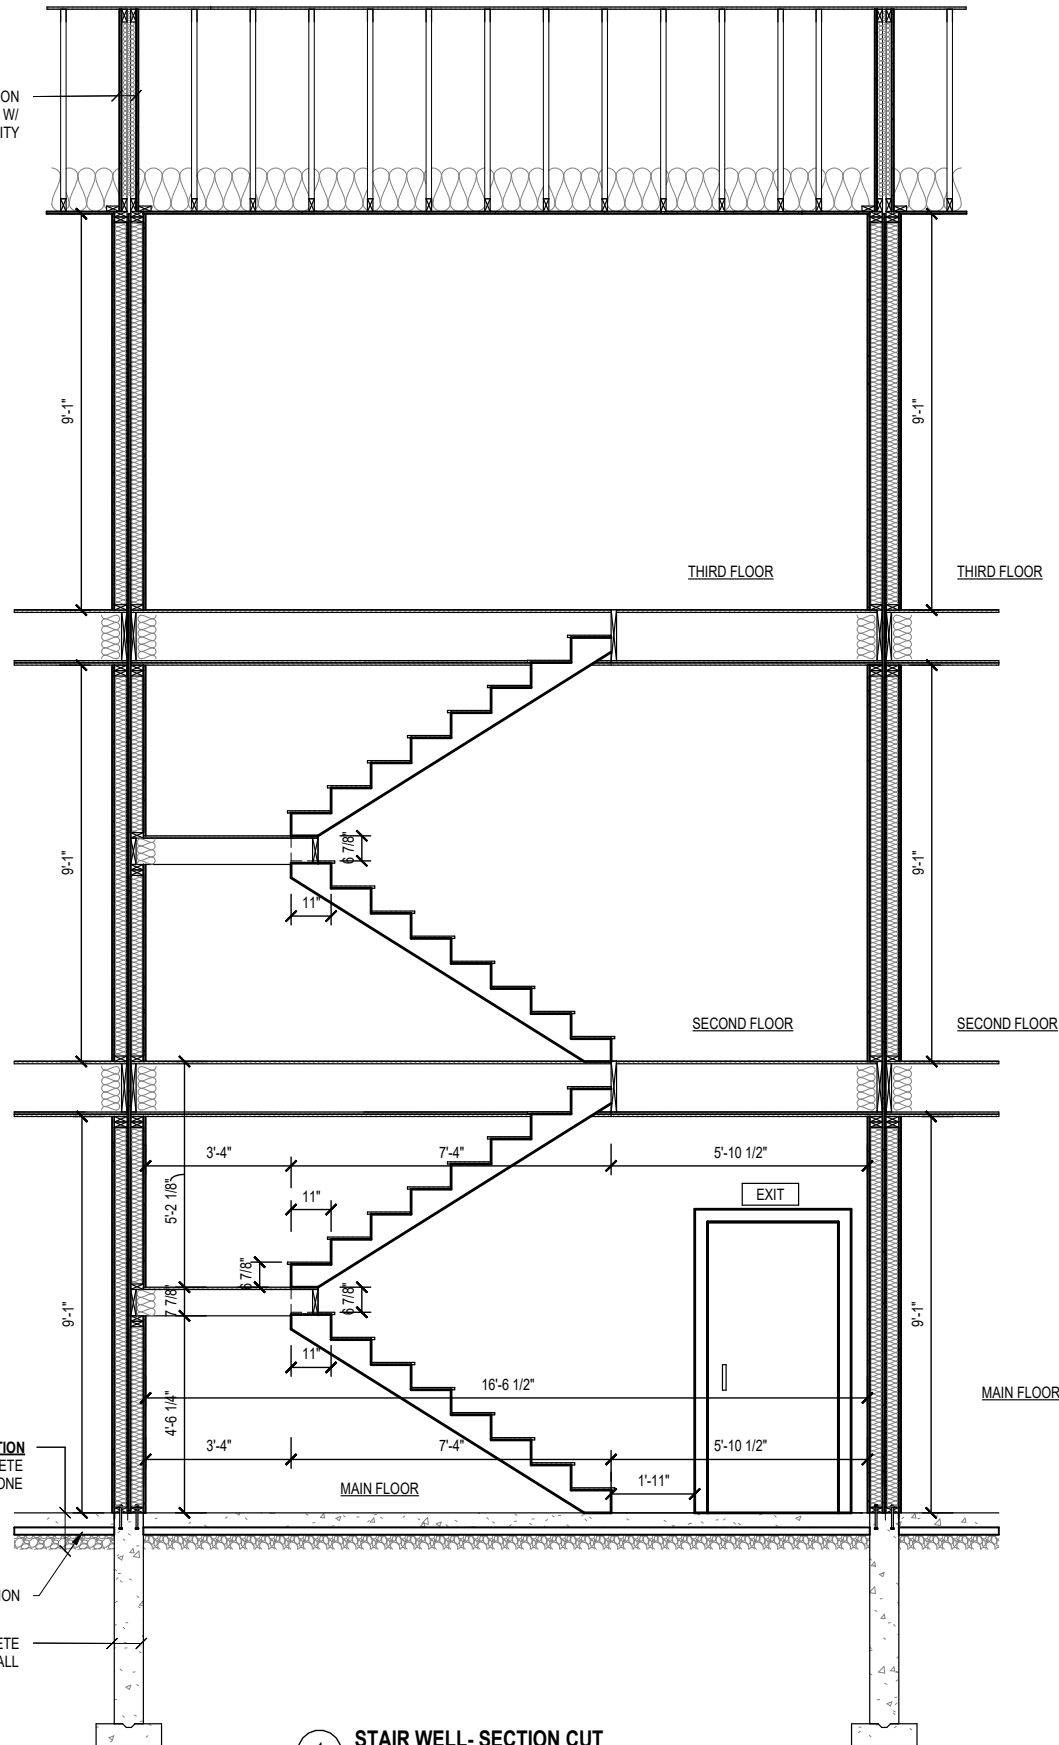 ON
W/
ITY
9'-1"
9'-1"
THIRD FLOOR
THIRD FLOOR
9'-1"
6 7/8"
9'-1"
11"
SECOND FLOOR
SECOND FLOOR
3'-4"
7'-4"
5'-10 1/2"
5'-2 1/8"
11"
EXIT
6 7/8"
7 7/8"
6 7/8"
9'-1"
9'-1"
11"
16'-6 1/2"
MAIN FLOOR
4'-6 1/4"
TION
ETE
ONE
3'-4"
7'-4"
5'-10 1/2"
MAIN FLOOR
1'-11"
ION
ETE
ALL
STAIR WELL- SECTION CUT